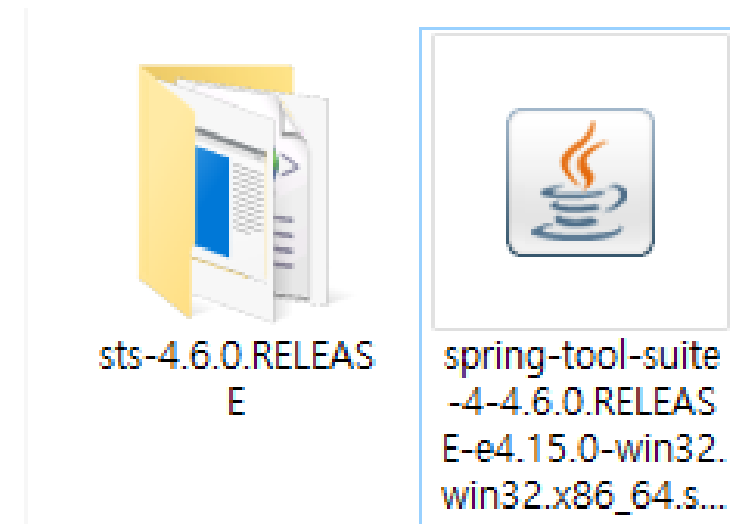 sts-4.6.0.RELEAS
E
spring-tool-suite
-4-4.6.0.RELEAS
E-e4.15.0-win32.
win32.x86_64.s...